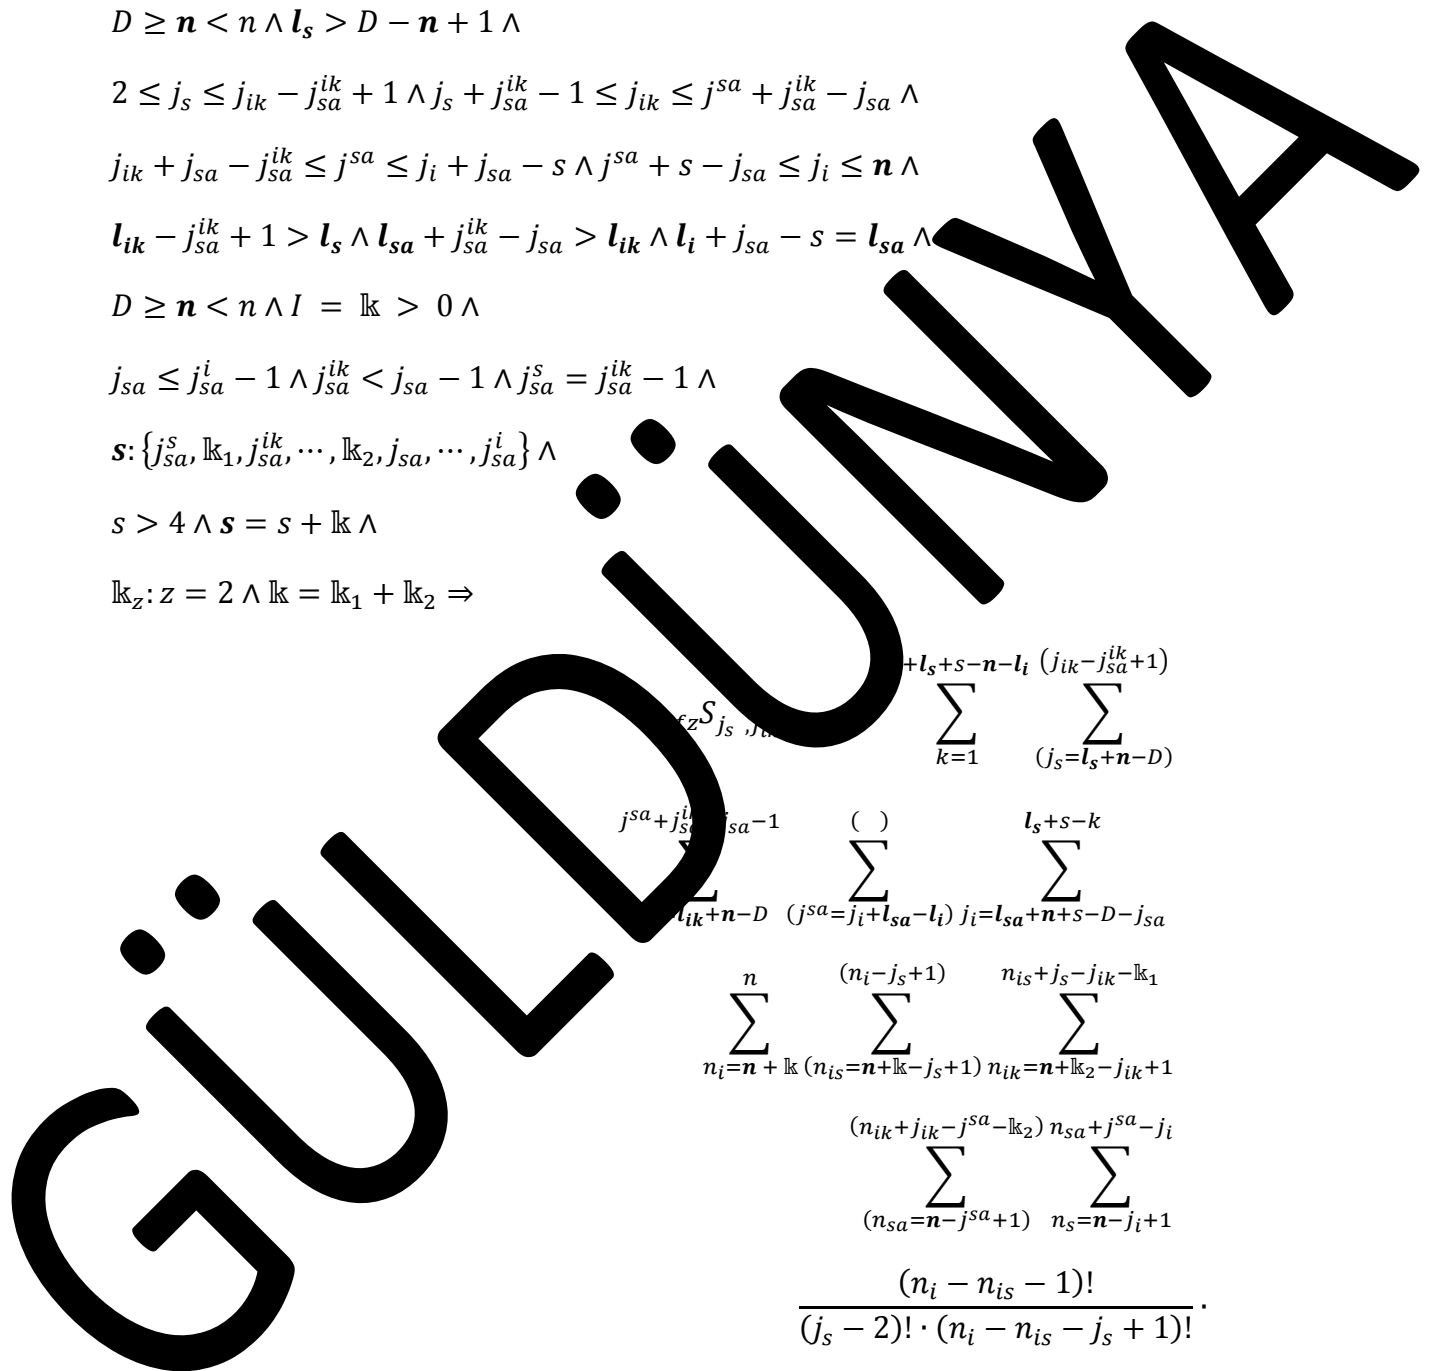 D ≥ 𝒏 < n ∧ 𝒍_𝒔 > D − 𝒏 + 1 ∧
2 ≤ j_s ≤ j_{ik} − j_{sa}^{ik} + 1 ∧ j_s + j_{sa}^{ik} − 1 ≤ j_{ik} ≤ j^{sa} + j_{sa}^{ik} − j_{sa} ∧
j_{ik} + j_{sa} − j_{sa}^{ik} ≤ j^{sa} ≤ j_i + j_{sa} − s ∧ j^{sa} + s − j_{sa} ≤ j_i ≤ 𝒏 ∧
𝒍_{𝒊𝒌} − j_{sa}^{ik} + 1 > 𝒍_𝒔 ∧ 𝒍_{𝒔𝒂} + j_{sa}^{ik} − j_{sa} > 𝒍_{𝒊𝒌} ∧ 𝒍_𝒊 + j_{sa} − s = 𝒍_{𝒔𝒂} ∧
D ≥ 𝒏 < n ∧ I = 𝕜 > 0 ∧
j_{sa} ≤ j_{sa}^i − 1 ∧ j_{sa}^{ik} < j_{sa} − 1 ∧ j_{sa}^s = j_{sa}^{ik} − 1 ∧
𝒔: {j_{sa}^s, 𝕜_1, j_{sa}^{ik}, ⋯, 𝕜_2, j_{sa}, ⋯, j_{sa}^i} ∧
s > 4 ∧ 𝒔 = s + 𝕜 ∧
𝕜_z: z = 2 ∧ 𝕜 = 𝕜_1 + 𝕜_2 ⇒
S_{j_s} ∑_{k=1}^{+𝒍_𝒔+s−𝒏−𝒍_𝒊} ∑_{(j_s=𝒍_𝒔+𝒏−D)}^{(j_{ik}−j_{sa}^{ik}+1)}
∑_{𝒍_{𝒊𝒌}+𝒏−D} ∑_{(j^{sa}=j_i+𝒍_{𝒔𝒂}−𝒍_𝒊)}^{( )} ∑_{j_i=𝒍_{𝒔𝒂}+𝒏+s−D−j_{sa}}^{𝒍_𝒔+s−k}
∑_{n_i=𝒏+𝕜}^{n} ∑_{(n_{is}=𝒏+𝕜−j_s+1)}^{(n_i−j_s+1)} ∑_{n_{ik}=𝒏+𝕜_2−j_{ik}+1}^{n_{is}+j_s−j_{ik}−𝕜_1}
∑_{(n_{sa}=𝒏−j^{sa}+1)}^{(n_{ik}+j_{ik}−j^{sa}−𝕜_2)} ∑_{n_s=𝒏−j_i+1}^{n_{sa}+j^{sa}−j_i}
(n_i − n_{is} − 1)!
(j_s − 2)! · (n_i − n_{is} − j_s + 1)! ·
GÜLDÜNYA